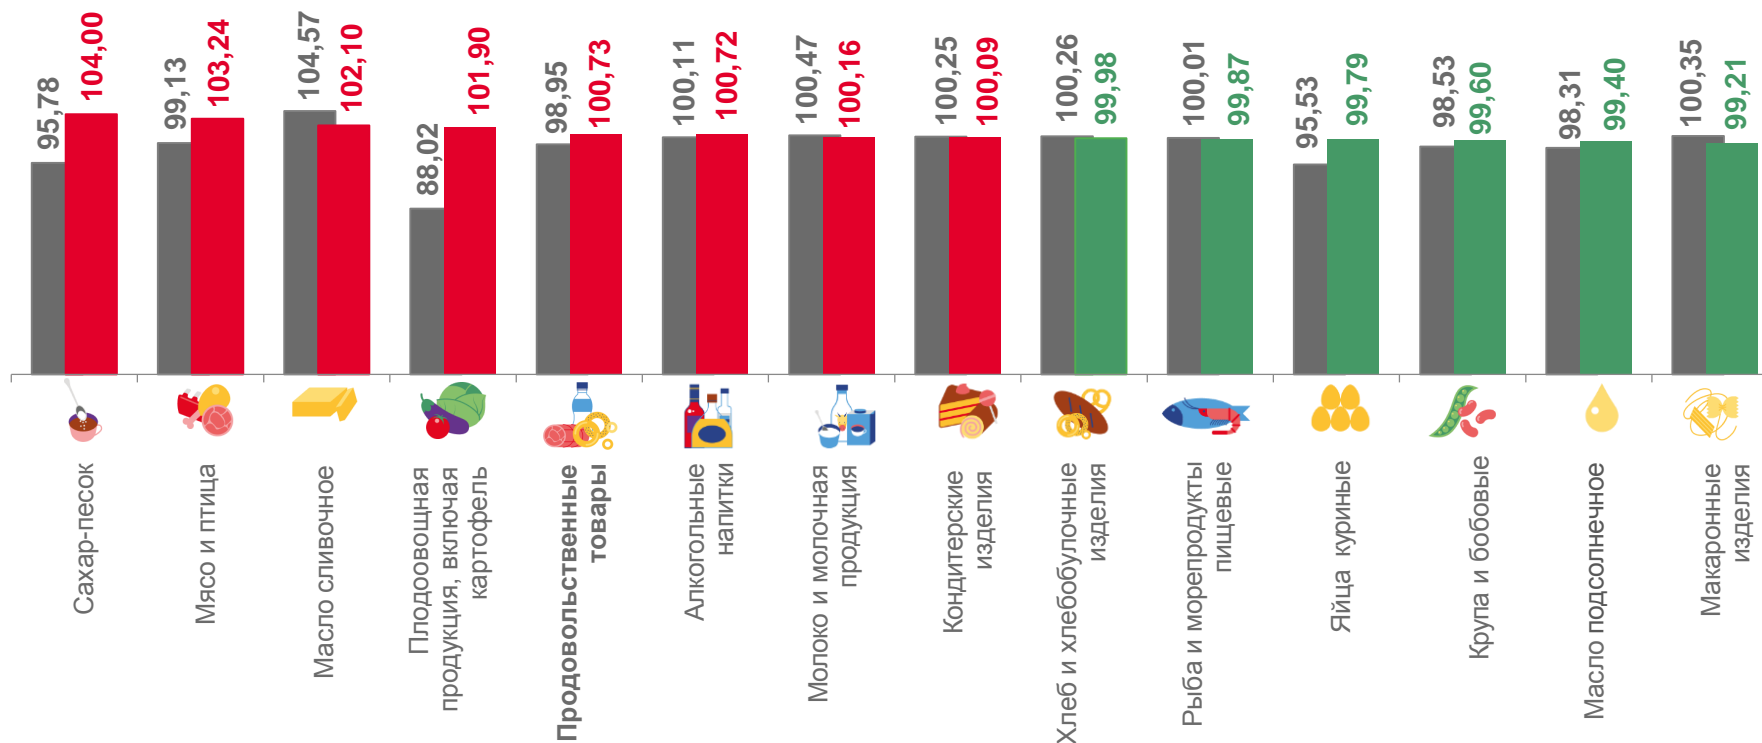 95,78
104,00
99,13
103,24
104,57
102,10
88,02
101,90
98,95
100,73
100,11
100,72
100,47
100,16
100,25
100,09
100,26
99,98
100,01
99,87
95,53
99,79
98,53
99,60
98,31
99,40
100,35
99,21
Сахар-песок
Мясо и птица
Масло сливочное
Плодоовощная
продукция, включая
картофель
Продовольственные
товары
Алкогольные
напитки
Молоко и молочная
продукция
Кондитерские
изделия
Хлеб и хлебобулочные
изделия
Рыба и морепродукты
пищевые
Яйца куриные
Крупа и бобовые
Масло подсолнечное
Макаронные
изделия